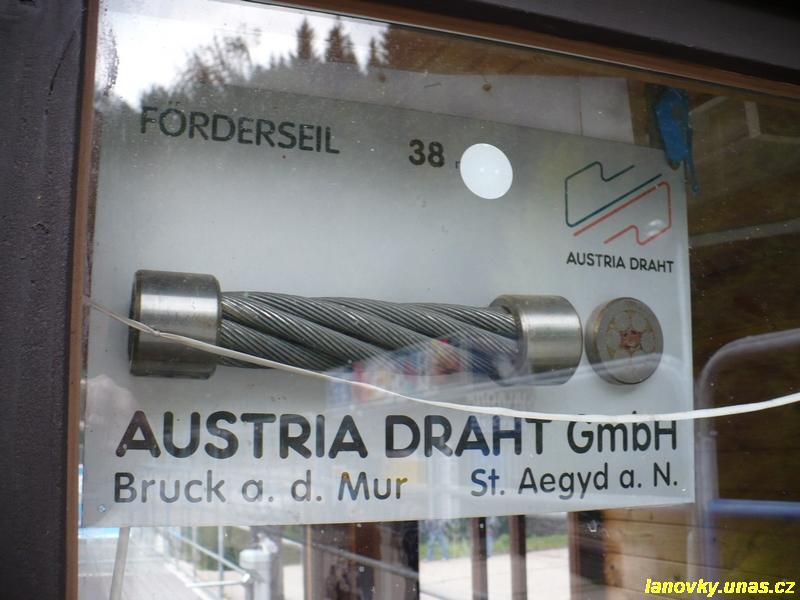 FÖRDERSEIL 38
AUSTRIA DRAHT
AUSTRIA DRAHT GmbH
Bruck a. d. Mur St. Aegyd a. N.
lanovky.unas.cz